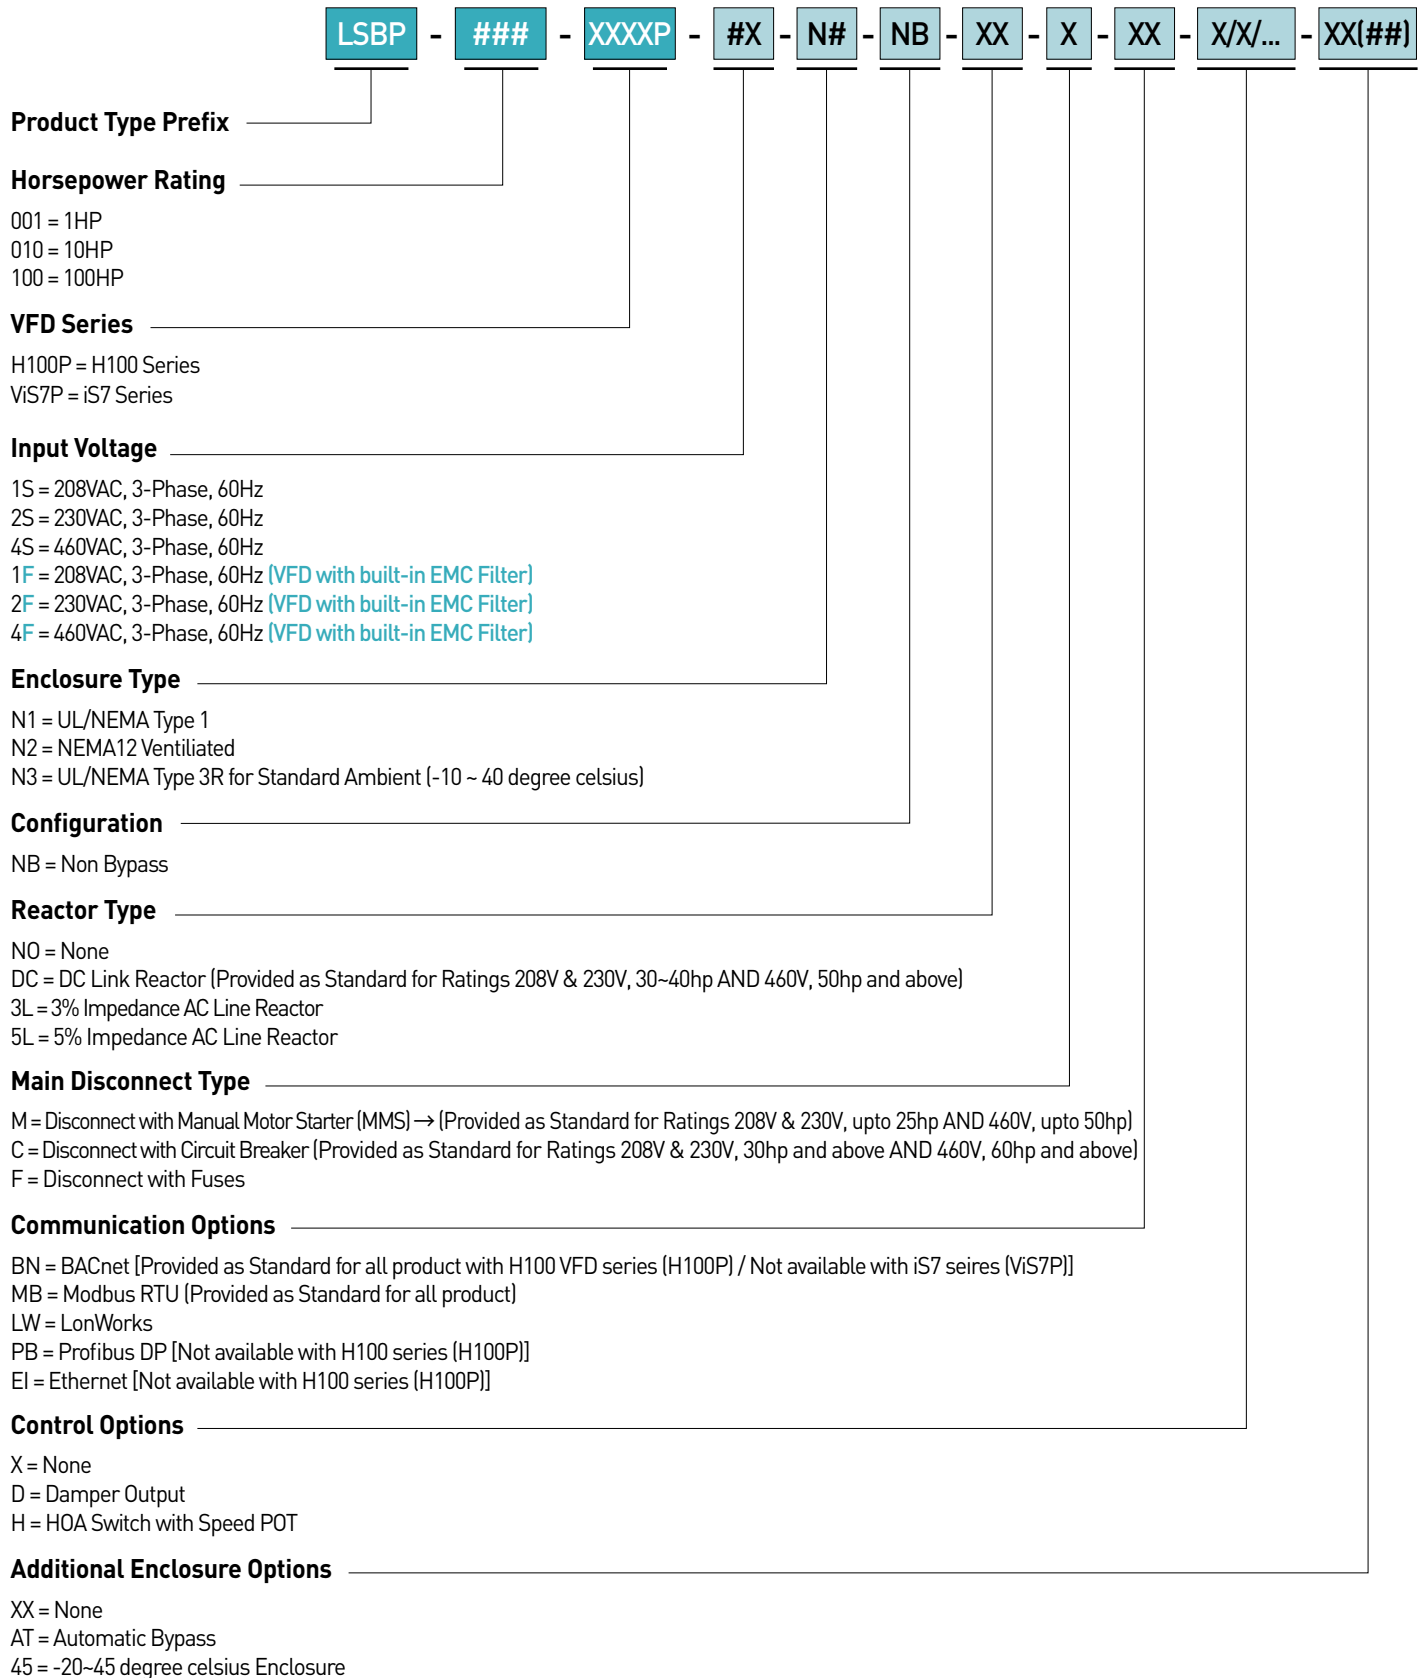 LSBP - ### - XXXXP - #X - N# - NB - XX - X - XX - X/X/... - XX(##)
Product Type Prefix
Horsepower Rating
001 = 1HP
010 = 10HP
100 = 100HP
VFD Series
H100P = H100 Series
ViS7P = iS7 Series
Input Voltage
1S = 208VAC, 3-Phase, 60Hz
2S = 230VAC, 3-Phase, 60Hz
4S = 460VAC, 3-Phase, 60Hz
1F = 208VAC, 3-Phase, 60Hz (VFD with built-in EMC Filter)
2F = 230VAC, 3-Phase, 60Hz (VFD with built-in EMC Filter)
4F = 460VAC, 3-Phase, 60Hz (VFD with built-in EMC Filter)
Enclosure Type
N1 = UL/NEMA Type 1
N2 = NEMA12 Ventiliated
N3 = UL/NEMA Type 3R for Standard Ambient (-10 ~ 40 degree celsius)
Configuration
NB = Non Bypass
Reactor Type
NO = None
DC = DC Link Reactor (Provided as Standard for Ratings 208V & 230V, 30~40hp AND 460V, 50hp and above)
3L = 3% Impedance AC Line Reactor
5L = 5% Impedance AC Line Reactor
Main Disconnect Type
M = Disconnect with Manual Motor Starter (MMS) → (Provided as Standard for Ratings 208V & 230V, upto 25hp AND 460V, upto 50hp)
C = Disconnect with Circuit Breaker (Provided as Standard for Ratings 208V & 230V, 30hp and above AND 460V, 60hp and above)
F = Disconnect with Fuses
Communication Options
BN = BACnet [Provided as Standard for all product with H100 VFD series (H100P) / Not available with iS7 seires (ViS7P)]
MB = Modbus RTU (Provided as Standard for all product)
LW = LonWorks
PB = Profibus DP [Not available with H100 series (H100P)]
EI = Ethernet [Not available with H100 series (H100P)]
Control Options
X = None
D = Damper Output
H = HOA Switch with Speed POT
Additional Enclosure Options
XX = None
AT = Automatic Bypass
45 = -20~45 degree celsius Enclosure